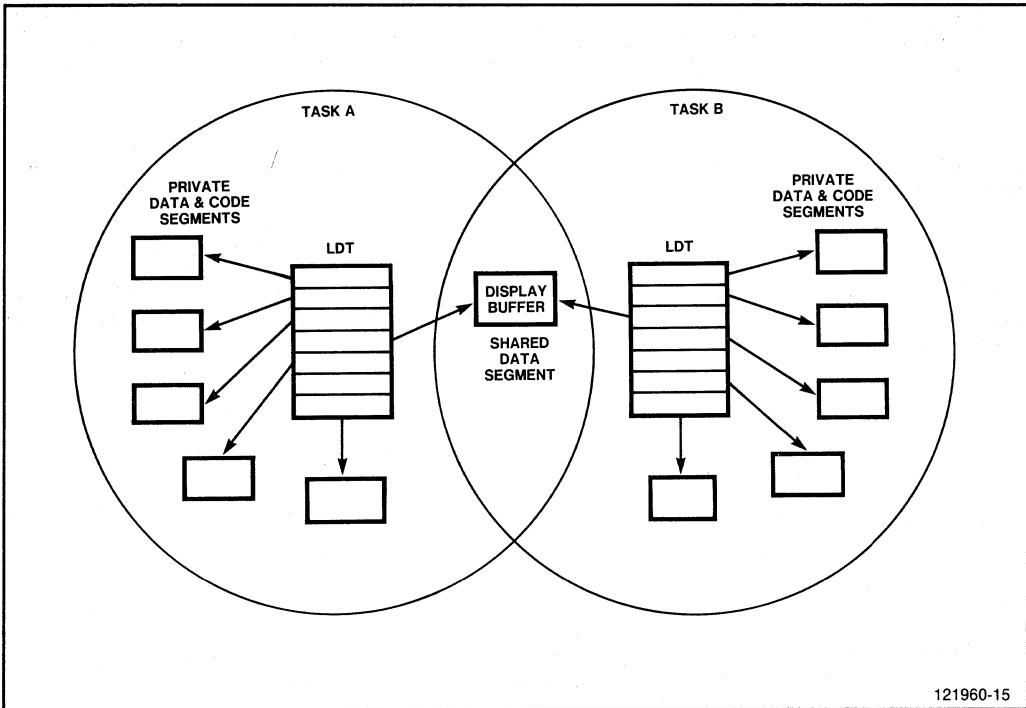 TASK A
TASK B
PRIVATE
DATA & CODE
SEGMENTS
PRIVATE
DATA & CODE
SEGMENTS
LDT
LDT
DISPLAY
BUFFER
SHARED
DATA
SEGMENT
121960-15